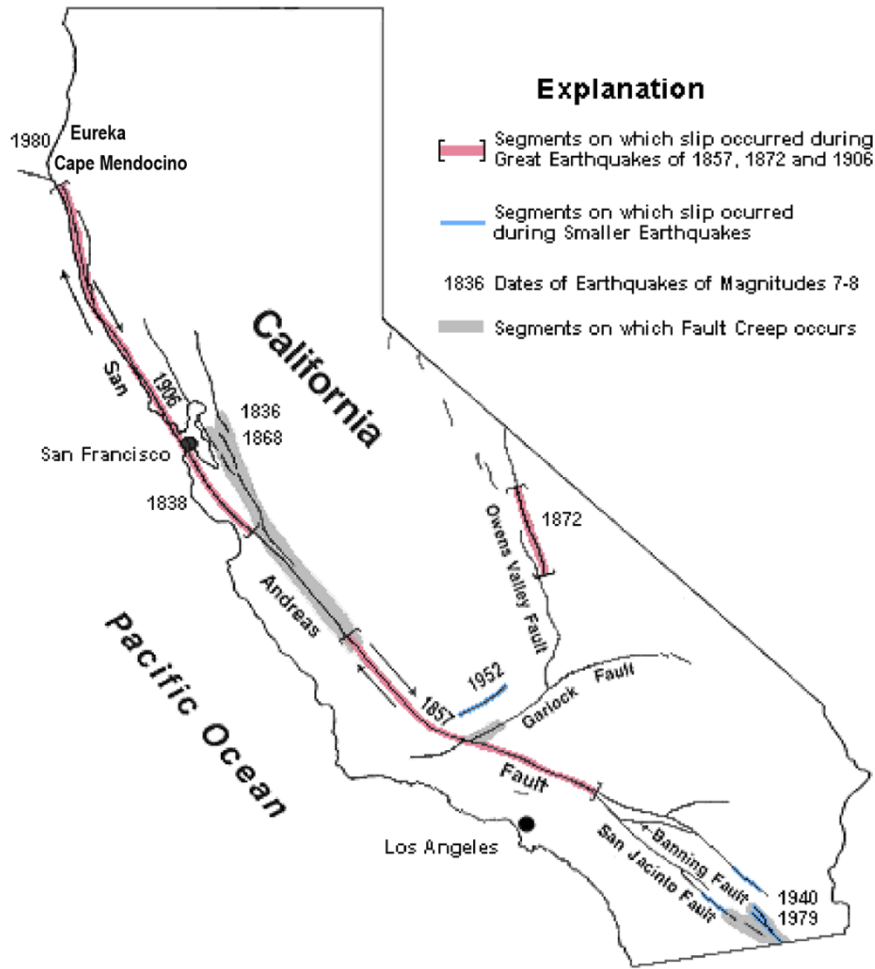 Explanation
Segments on which slip occurred during
Great Earthquakes of 1857, 1872 and 1906
Segments on which slip ocurred
during Smaller Earthquakes
1836 Dates of Earthquakes of Magnitudes 7-8
Segments on which Fault Creep occurs
1980
Eureka
Cape Mendocino
California
San
1906
1836
1868
San Francisco
1838
Andreas
Owens Valley Fault
1872
Pacific Ocean
1952
1857
Garlock Fault
Fault
Los Angeles
Banning Fault
San Jacinto Fault
1940
1979